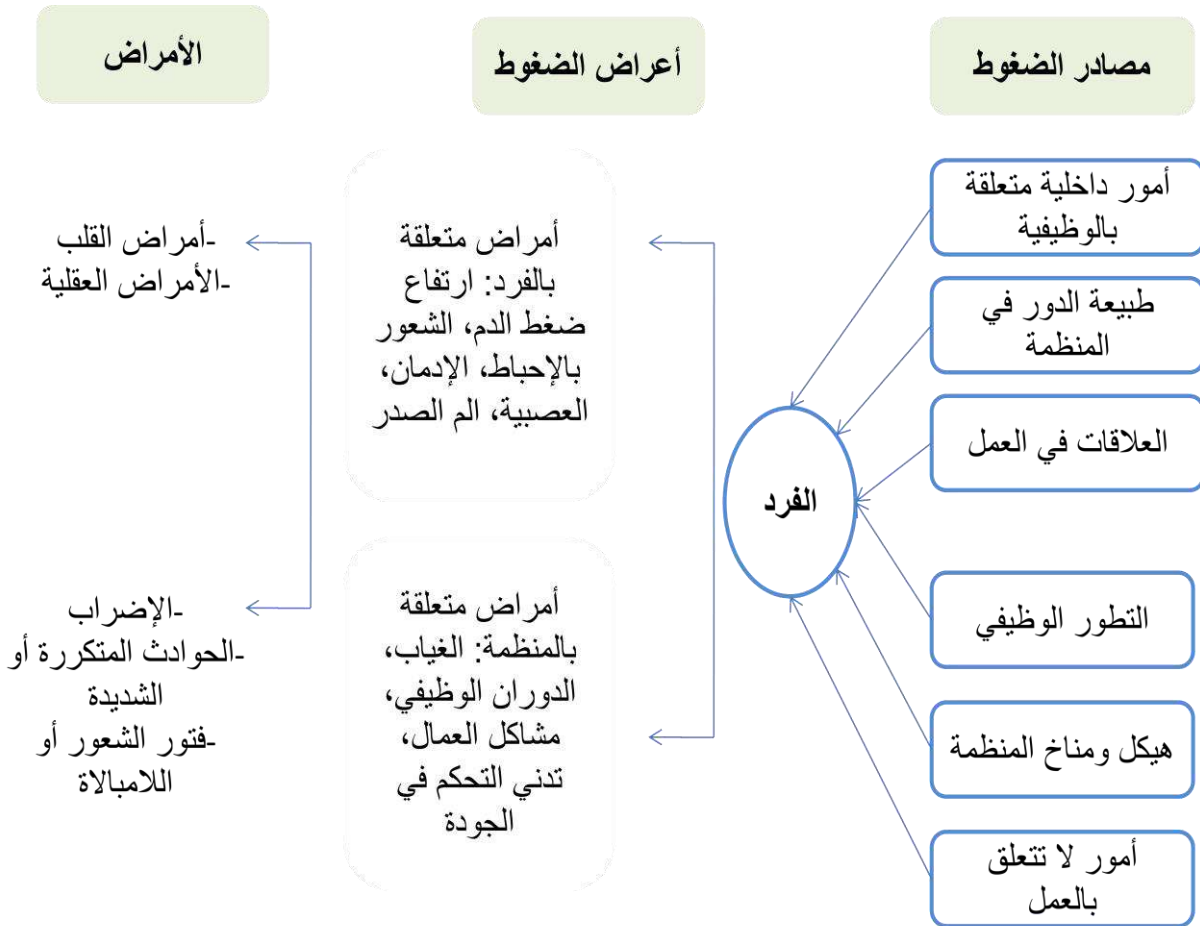 مصادر الضغوط
أعراض الضغوط
الأمراض
أمور داخلية متعلقة
بالوظيفية
طبيعة الدور في
المنظمة
العلاقات في العمل
التطور الوظيفي
هيكل ومناخ المنظمة
أمور لا تتعلق
بالعمل
الفرد
أمراض متعلقة
بالفرد: ارتفاع
ضغط الدم، الشعور
بالإحباط، الإدمان،
العصبية، الم الصدر
أمراض متعلقة
بالمنظمة: الغياب،
الدوران الوظيفي،
مشاكل العمال،
تدني التحكم في
الجودة
-أمراض القلب
-الأمراض العقلية
-الإضراب
-الحوادث المتكررة أو
الشديدة
-فتور الشعور أو
اللامبالاة